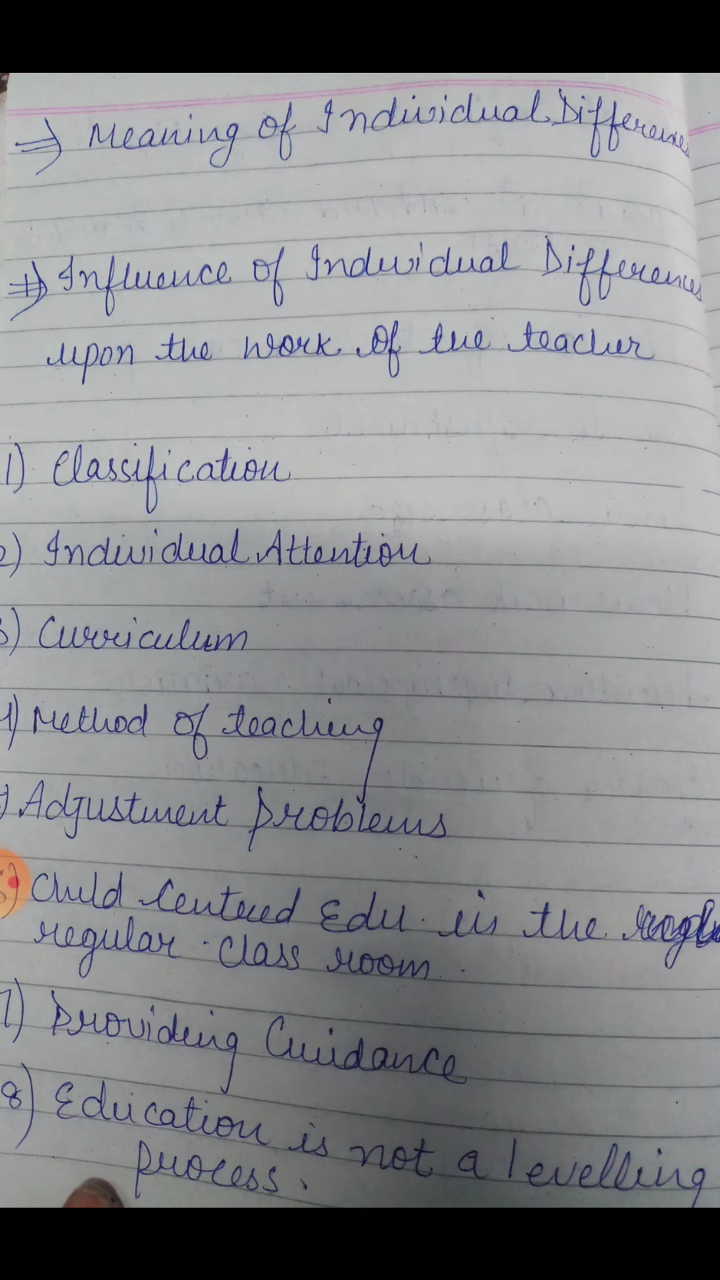 ⇒ Meaning of Individual Differences
⇒ Influence of Individual Differences
upon the work of the teacher
1) Classification
2) Individual Attention
3) Curriculum
4) Method of teaching
5) Adjustment problems
6) Child Centered Edu. in the
regular class room
7) Providing Guidance
8) Education is not a levelling
process.